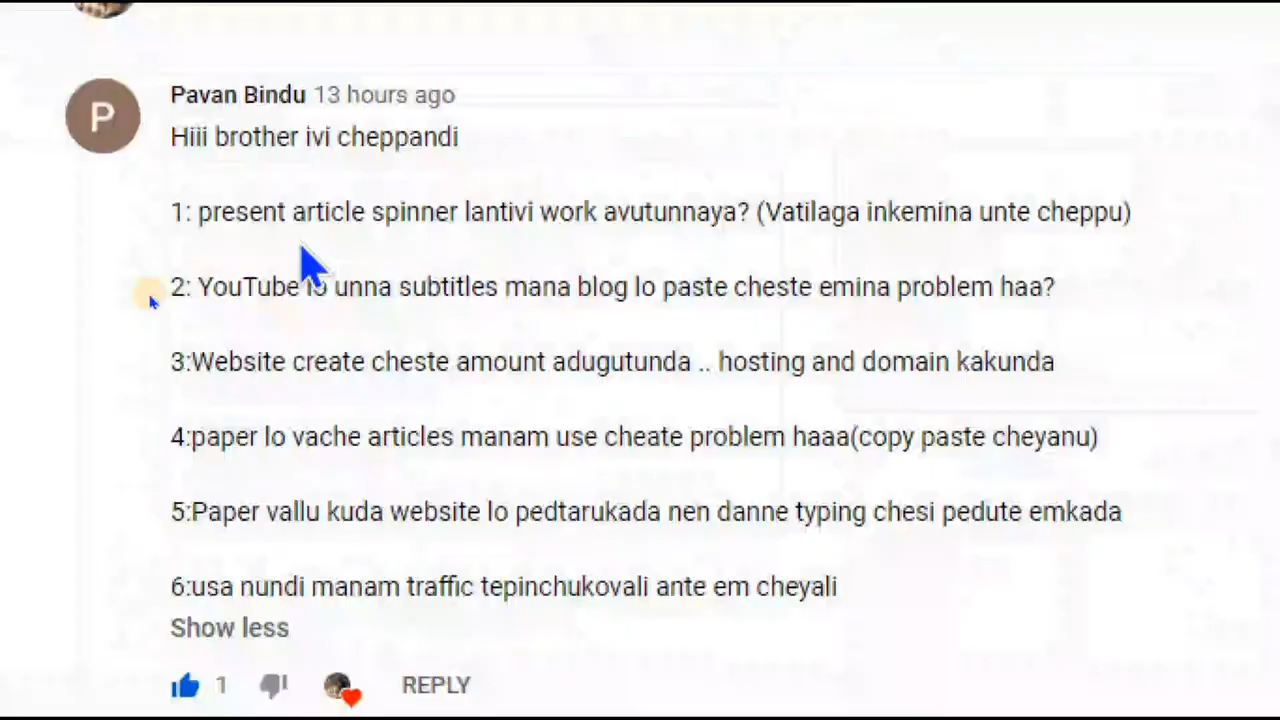 P
Pavan Bindu 13 hours ago
Hiii brother ivi cheppandi
1: present article spinner lantivi work avutunnaya? (Vatilaga inkemina unte cheppu)
2: YouTube lo unna subtitles mana blog lo paste cheste emina problem haa?
3:Website create cheste amount adugutunda .. hosting and domain kakunda
4:paper lo vache articles manam use cheate problem haaa(copy paste cheyanu)
5:Paper vallu kuda website lo pedtarukada nen danne typing chesi pedute emkada
6:usa nundi manam traffic tepinchukovali ante em cheyali
Show less
1 REPLY